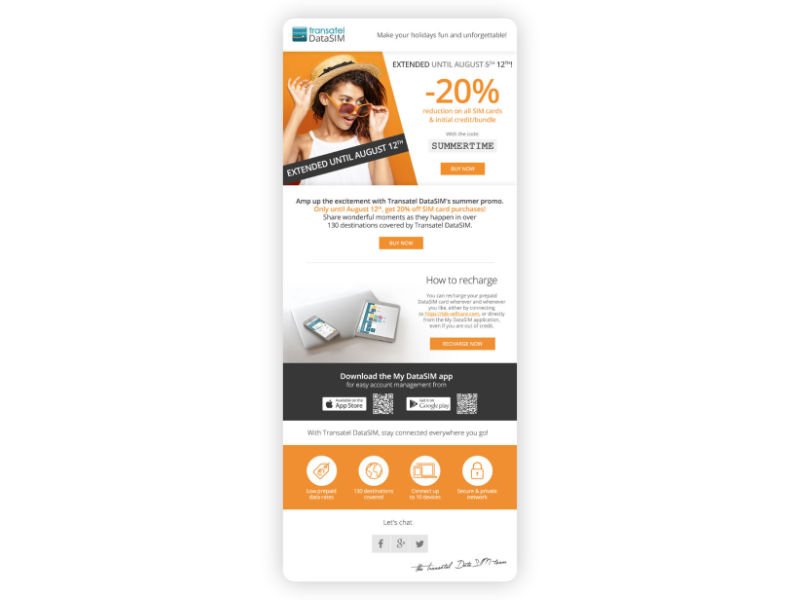 transatel
DataSIM
Make your holidays fun and unforgettable!
EXTENDED UNTIL AUGUST 5TH 12TH!
-20%
reduction on all SIM cards
& initial credit/bundle
With the code:
SUMMERTIME
BUY NOW
EXTENDED UNTIL AUGUST 12TH
Amp up the excitement with Transatel DataSIM's summer promo.
Only until August 12th, get 20% off SIM card purchases!
Share wonderful moments as they happen in over
130 destinations covered by Transatel DataSIM.
BUY NOW
How to recharge
You can recharge your prepaid
DataSIM card wherever and whenever
you like, either by connecting
to, or directly
from the My DataSIM application,
even if you are out of credit.
RECHARGE NOW
Download the My DataSIM app
for easy account management from
Available on the
App Store
Get it on
Google play
With Transatel DataSIM, stay connected everywhere you go!
Low prepaid
data rates
130 destinations
covered
Connect up
to 10 devices
Secure & private
network
Let's chat
the transatel Data SIM team